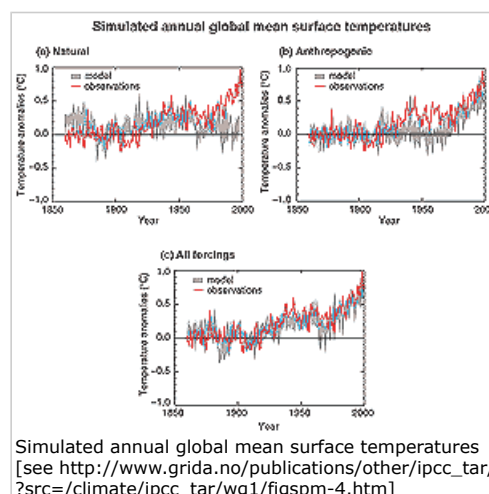 Simulated annual global mean surface temperatures
(a) Natural
(b) Anthropogenic
Temperature anomalies (°C)
1.0
0.5
0.0
-0.5
-1.0
model
observations
1850
1900
1950
2000
Year
Temperature anomalies (°C)
1.0
0.5
0.0
-0.5
-1.0
model
observations
1850
1900
1950
2000
Year
(c) All forcings
Temperature anomalies (°C)
1.0
0.5
0.0
-0.5
-1.0
model
observations
1850
1900
1950
2000
Year
Simulated annual global mean surface temperatures
[see http://www.grida.no/publications/other/ipcc_tar/
?src=/climate/ipcc_tar/wg1/figspm-4.htm]